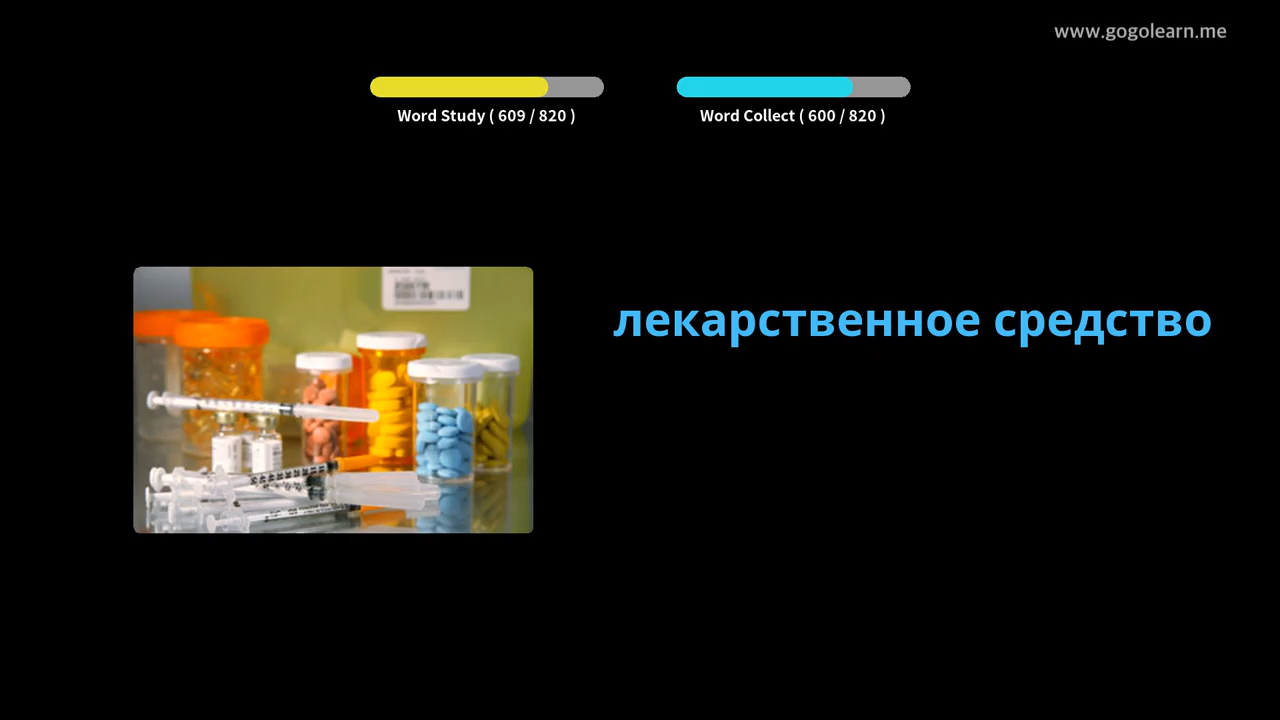 www.gogolearn.me
Word Study ( 609 / 820 )
Word Collect ( 600 / 820 )
лекарственное средство